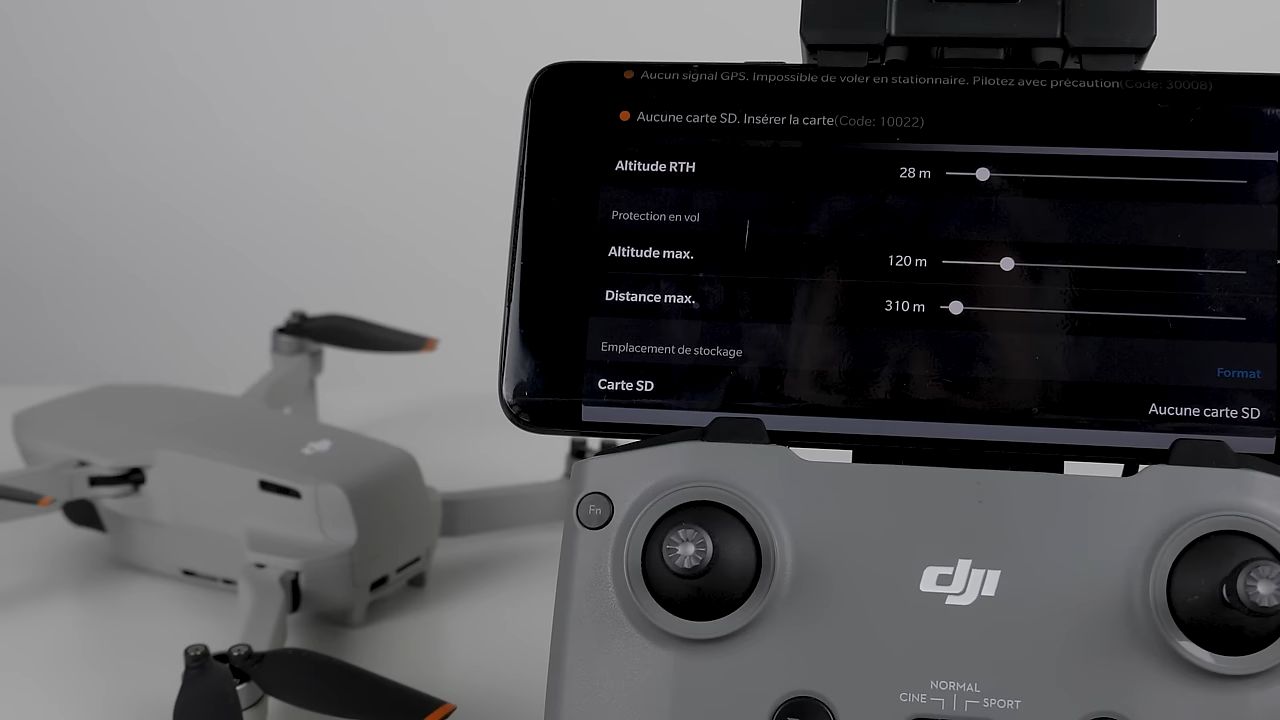 Aucun signal GPS. Impossible de voler en stationnaire. Pilotez avec précaution(Code: 30008)
Aucune carte SD. Insérer la carte(Code: 10022)
Altitude RTH 28 m
Protection en vol
Altitude max. 120 m
Distance max. 310 m
Emplacement de stockage
Format
Carte SD
Aucune carte SD
Fn
dji
dji
NORMAL
CINE SPORT